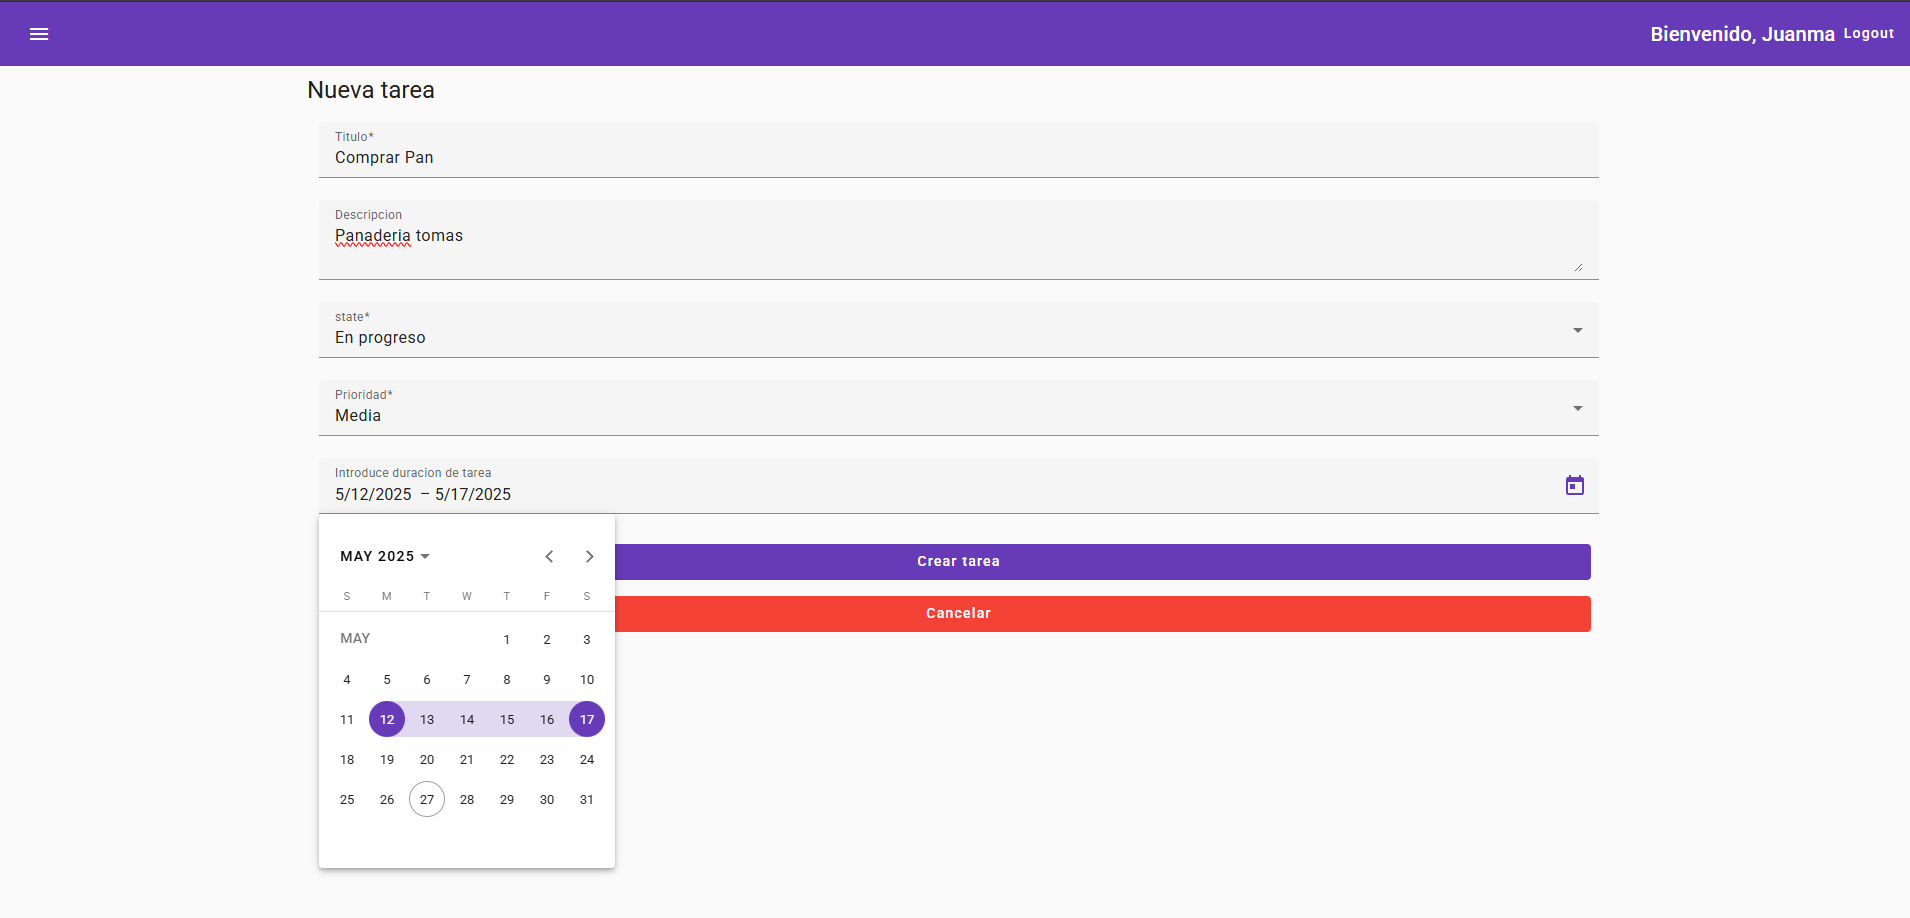 Bienvenido, Juanma Logout
Nueva tarea
Titulo*
Comprar Pan
Descripcion
Panaderia tomas
state*
En progreso
Prioridad*
Media
Introduce duracion de tarea
5/12/2025 – 5/17/2025
MAY 2025
S M T W T F S
MAY 1 2 3
4 5 6 7 8 9 10
11 12 13 14 15 16 17
18 19 20 21 22 23 24
25 26 27 28 29 30 31
Crear tarea
Cancelar